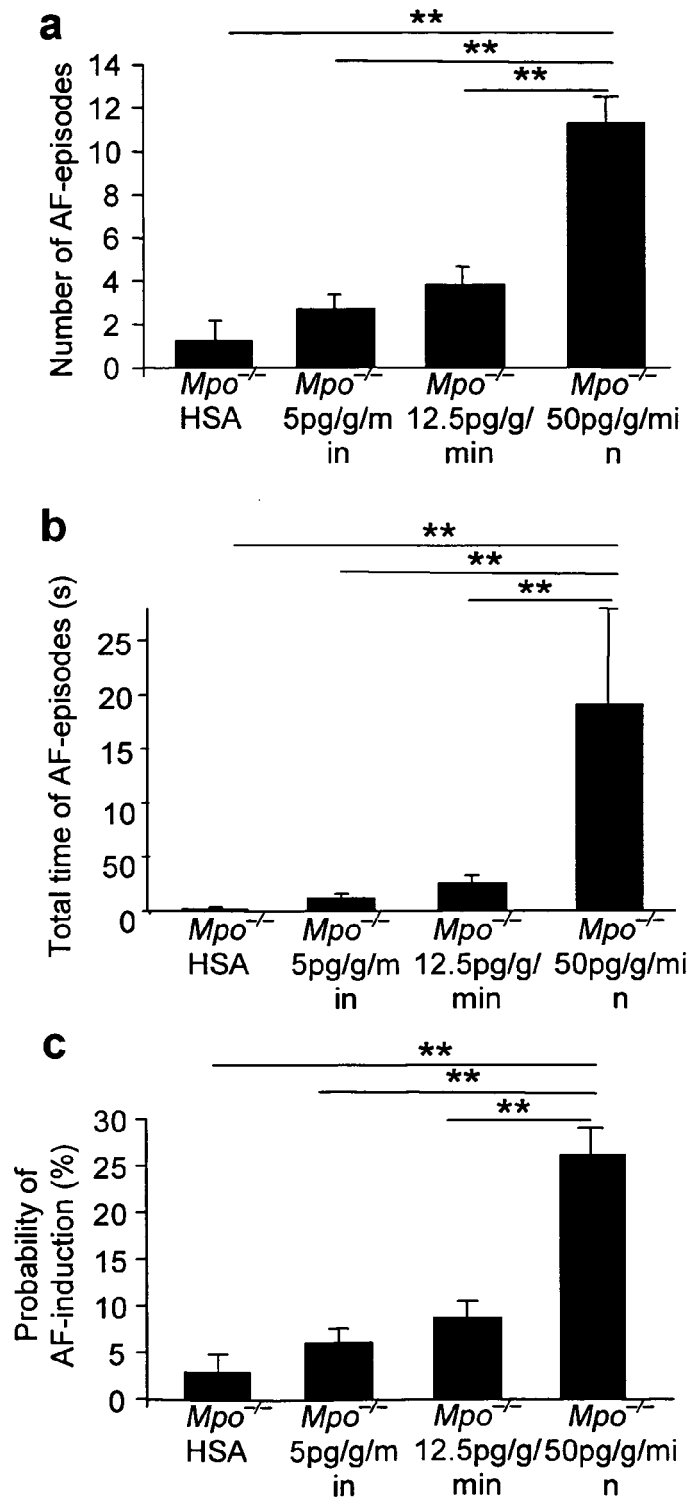 a
**
**
**
Number of AF-episodes
14
12
10
8
6
4
2
0
Mpo−/− Mpo−/− Mpo−/− Mpo−/−
HSA 5pg/g/m 12.5pg/g/ 50pg/g/mi
in min n
b
**
**
**
Total time of AF-episodes (s)
25
20
15
10
50
0
Mpo−/− Mpo−/− Mpo−/− Mpo−/−
HSA 5pg/g/m 12.5pg/g/ 50pg/g/mi
in min n
c
**
**
**
Probability of
AF-induction (%)
30
25
20
15
10
5
0
Mpo−/− Mpo−/− Mpo−/− Mpo−/−
HSA 5pg/g/m 12.5pg/g/ 50pg/g/mi
in min n